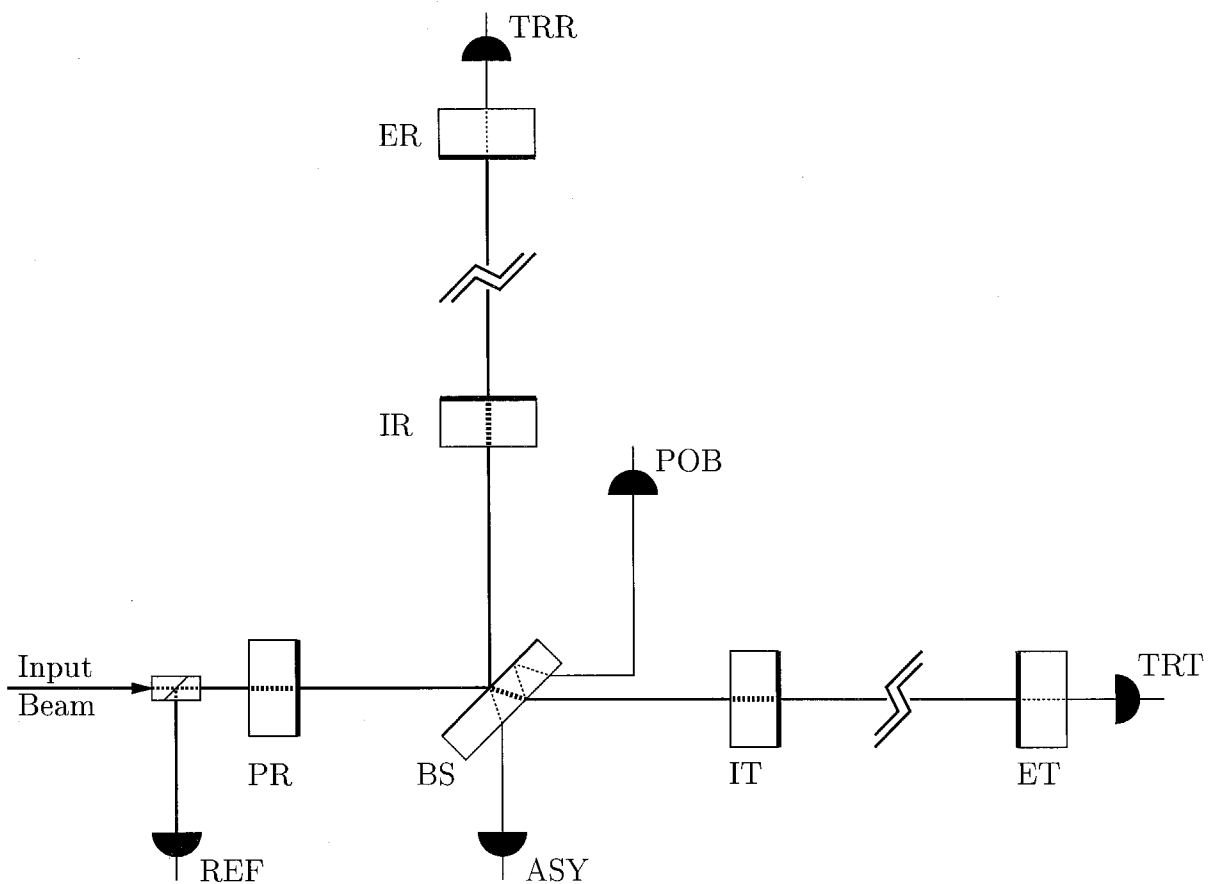 TRR
ER
IR
POB
Input
Beam
TRT
PR
BS
IT
ET
REF
ASY